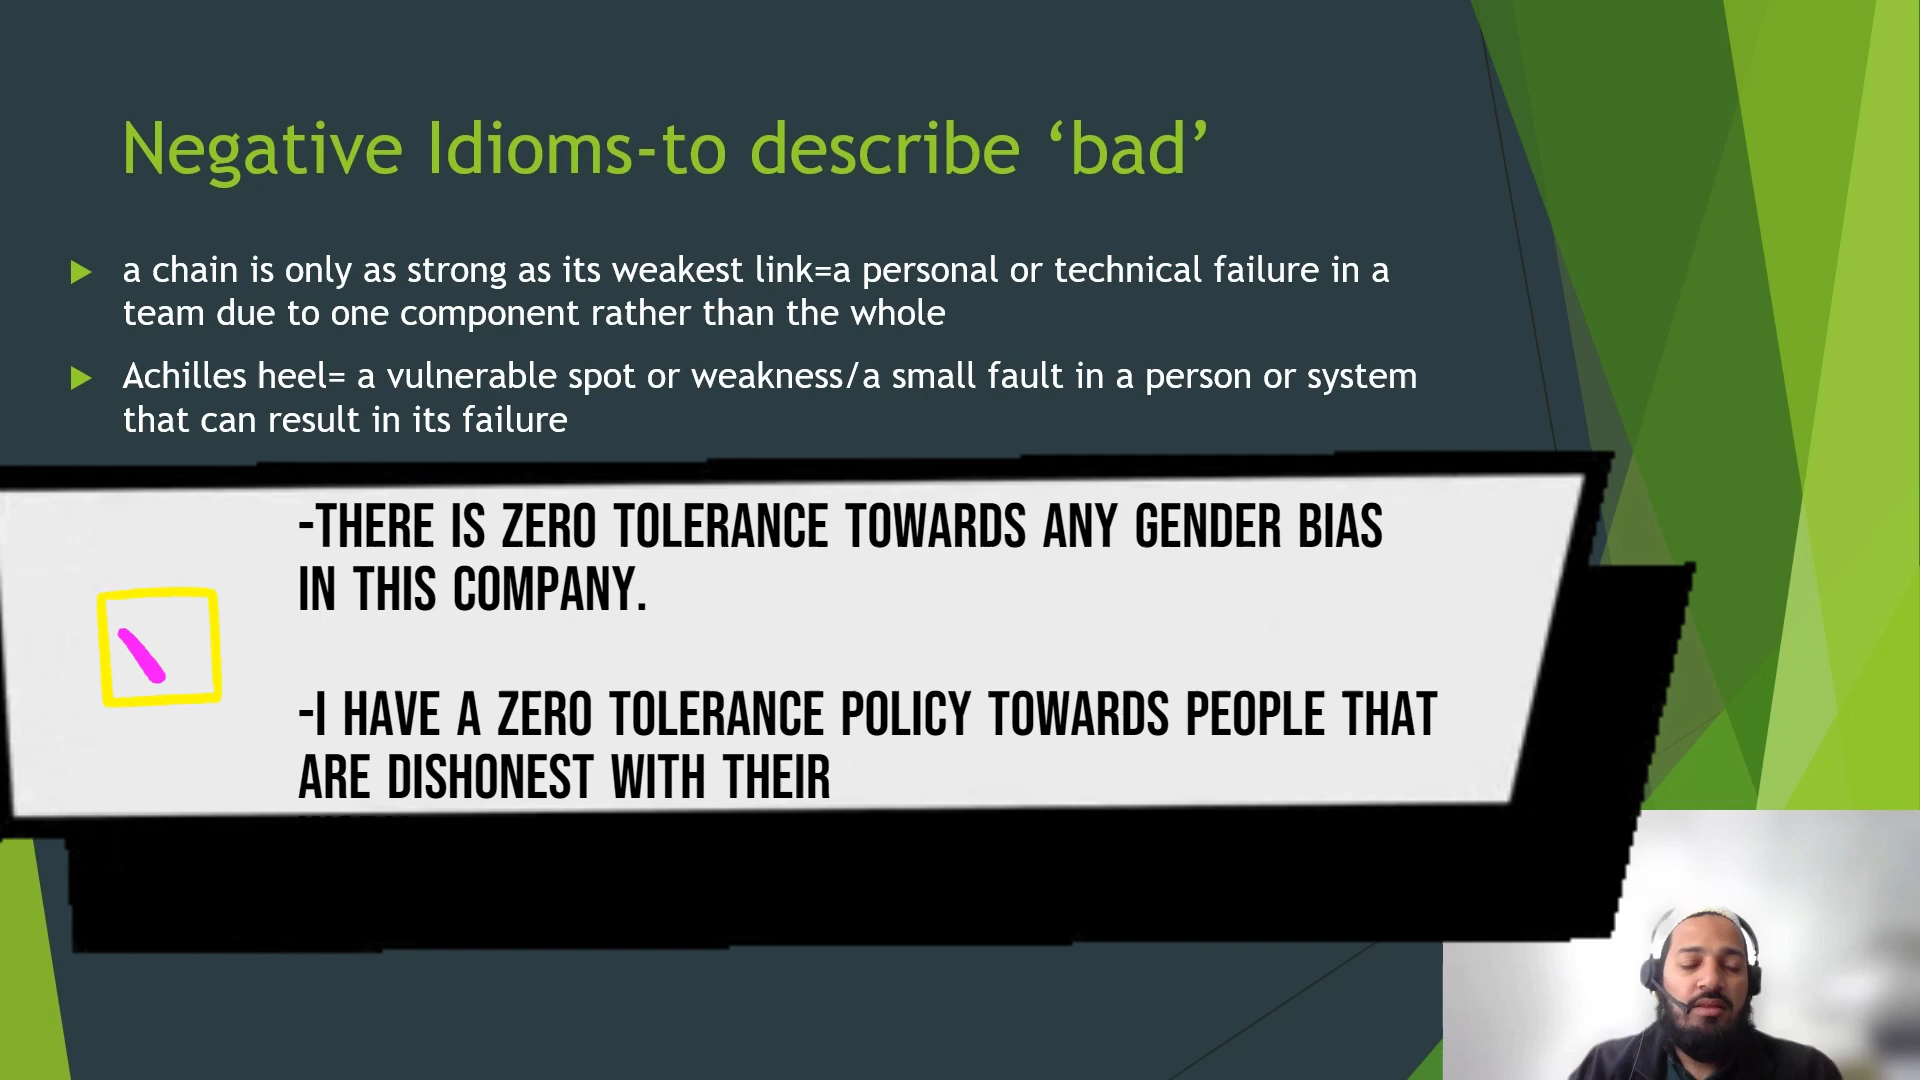 Negative Idioms-to describe ‘bad’
a chain is only as strong as its weakest link=a personal or technical failure in a
team due to one component rather than the whole
Achilles heel= a vulnerable spot or weakness/a small fault in a person or system
that can result in its failure
-THERE IS ZERO TOLERANCE TOWARDS ANY GENDER BIAS
IN THIS COMPANY.
-I HAVE A ZERO TOLERANCE POLICY TOWARDS PEOPLE THAT
ARE DISHONEST WITH THEIR